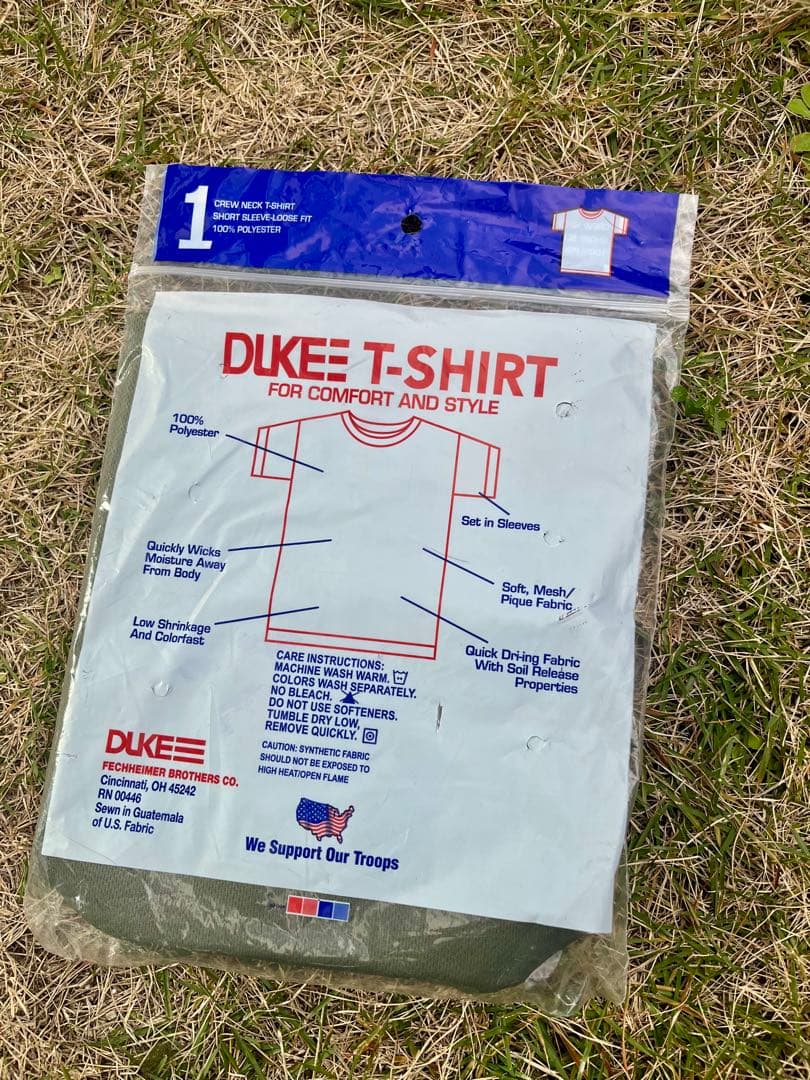 1
CREW NECK T-SHIRT
SHORT SLEEVE-LOOSE FIT
100% POLYESTER
DUKE T-SHIRT
FOR COMFORT AND STYLE
100%
Polyester
Set in Sleeves
Quickly Wicks
Moisture Away
From Body
Soft, Mesh/
Pique Fabric
Low Shrinkage
And Colorfast
Quick Dri-ing Fabric
With Soil Release
Properties
CARE INSTRUCTIONS:
MACHINE WASH WARM.
COLORS WASH SEPARATELY.
NO BLEACH.
DO NOT USE SOFTENERS.
TUMBLE DRY LOW,
REMOVE QUICKLY.
CAUTION: SYNTHETIC FABRIC
SHOULD NOT BE EXPOSED TO
HIGH HEAT/OPEN FLAME
DUKE
FECHHEIMER BROTHERS CO.
Cincinnati, OH 45242
RN 00446
Sewn in Guatemala
of U.S. Fabric
We Support Our Troops